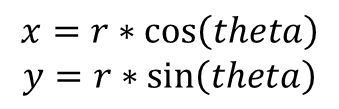 x = r * cos(theta)
y = r * sin(theta)